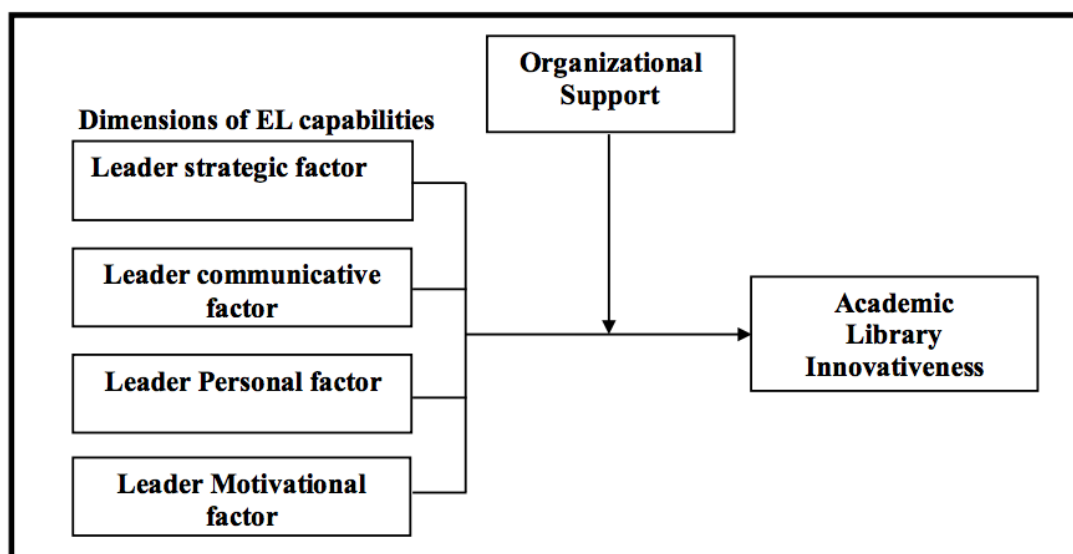 Organizational
Support
Dimensions of EL capabilities
Leader strategic factor
Leader communicative
factor
Leader Personal factor
Leader Motivational
factor
Academic
Library
Innovativeness